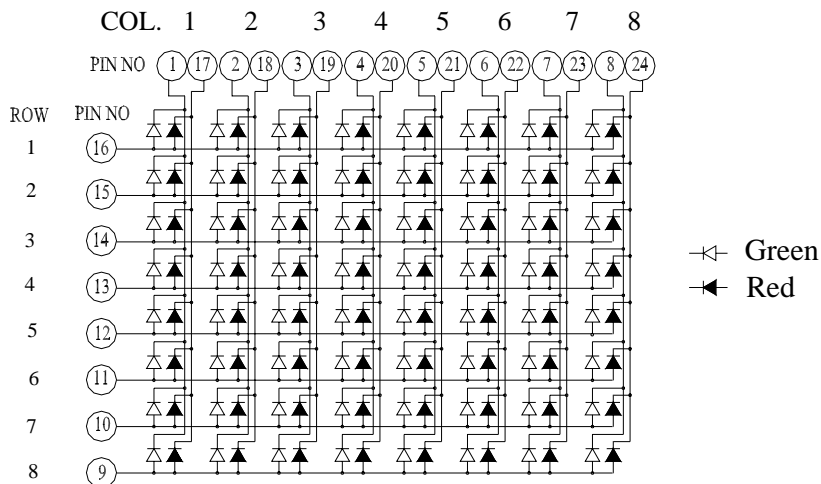 COL. 1 2 3 4 5 6 7 8
PIN NO 1 17 2 18 3 19 4 20 5 21 6 22 7 23 8 24
ROW PIN NO
1 16
2 15
3 14
4 13
5 12
6 11
7 10
8 9
Green
Red